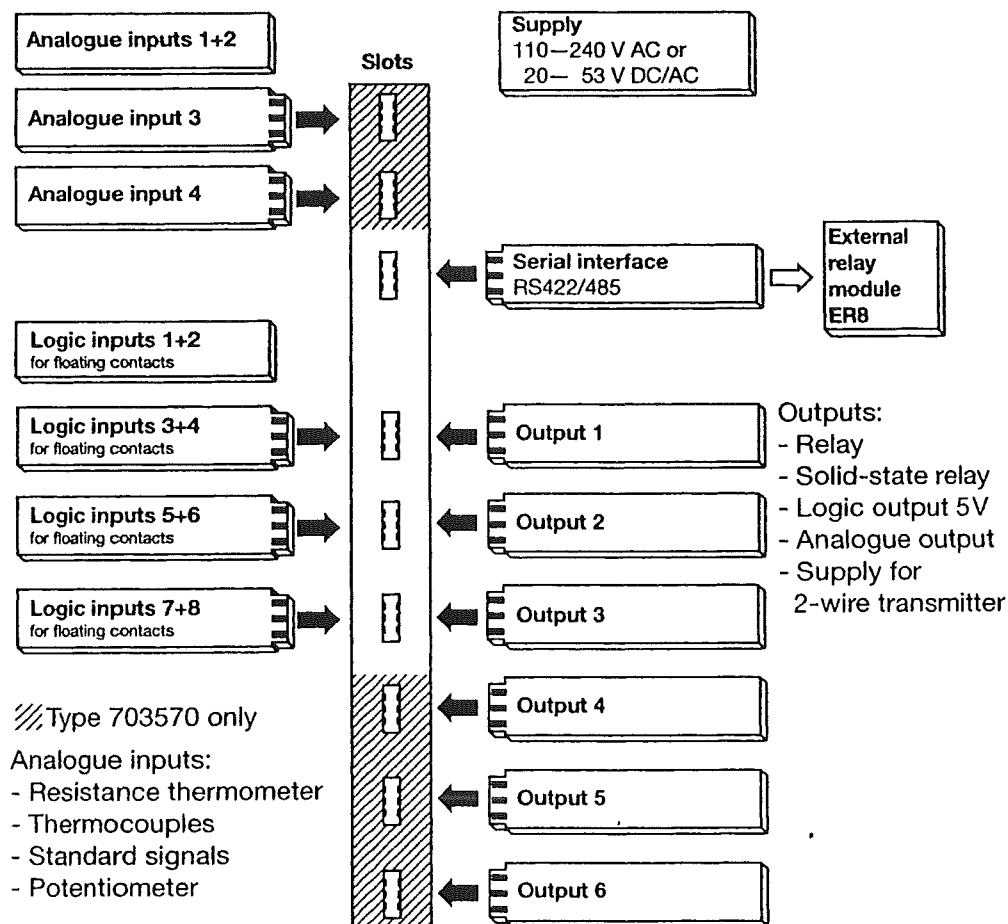 Analogue inputs 1+2
Analogue input 3
Analogue input 4
Slots
Supply
110–240 V AC or
20– 53 V DC/AC
Serial interface
RS422/485
External
relay
module
ER8
Logic inputs 1+2
for floating contacts
Logic inputs 3+4
for floating contacts
Logic inputs 5+6
for floating contacts
Logic inputs 7+8
for floating contacts
Output 1
Output 2
Output 3
Output 4
Output 5
Output 6
Outputs:
- Relay
- Solid-state relay
- Logic output 5V
- Analogue output
- Supply for
2-wire transmitter
Type 703570 only
Analogue inputs:
- Resistance thermometer
- Thermocouples
- Standard signals
- Potentiometer